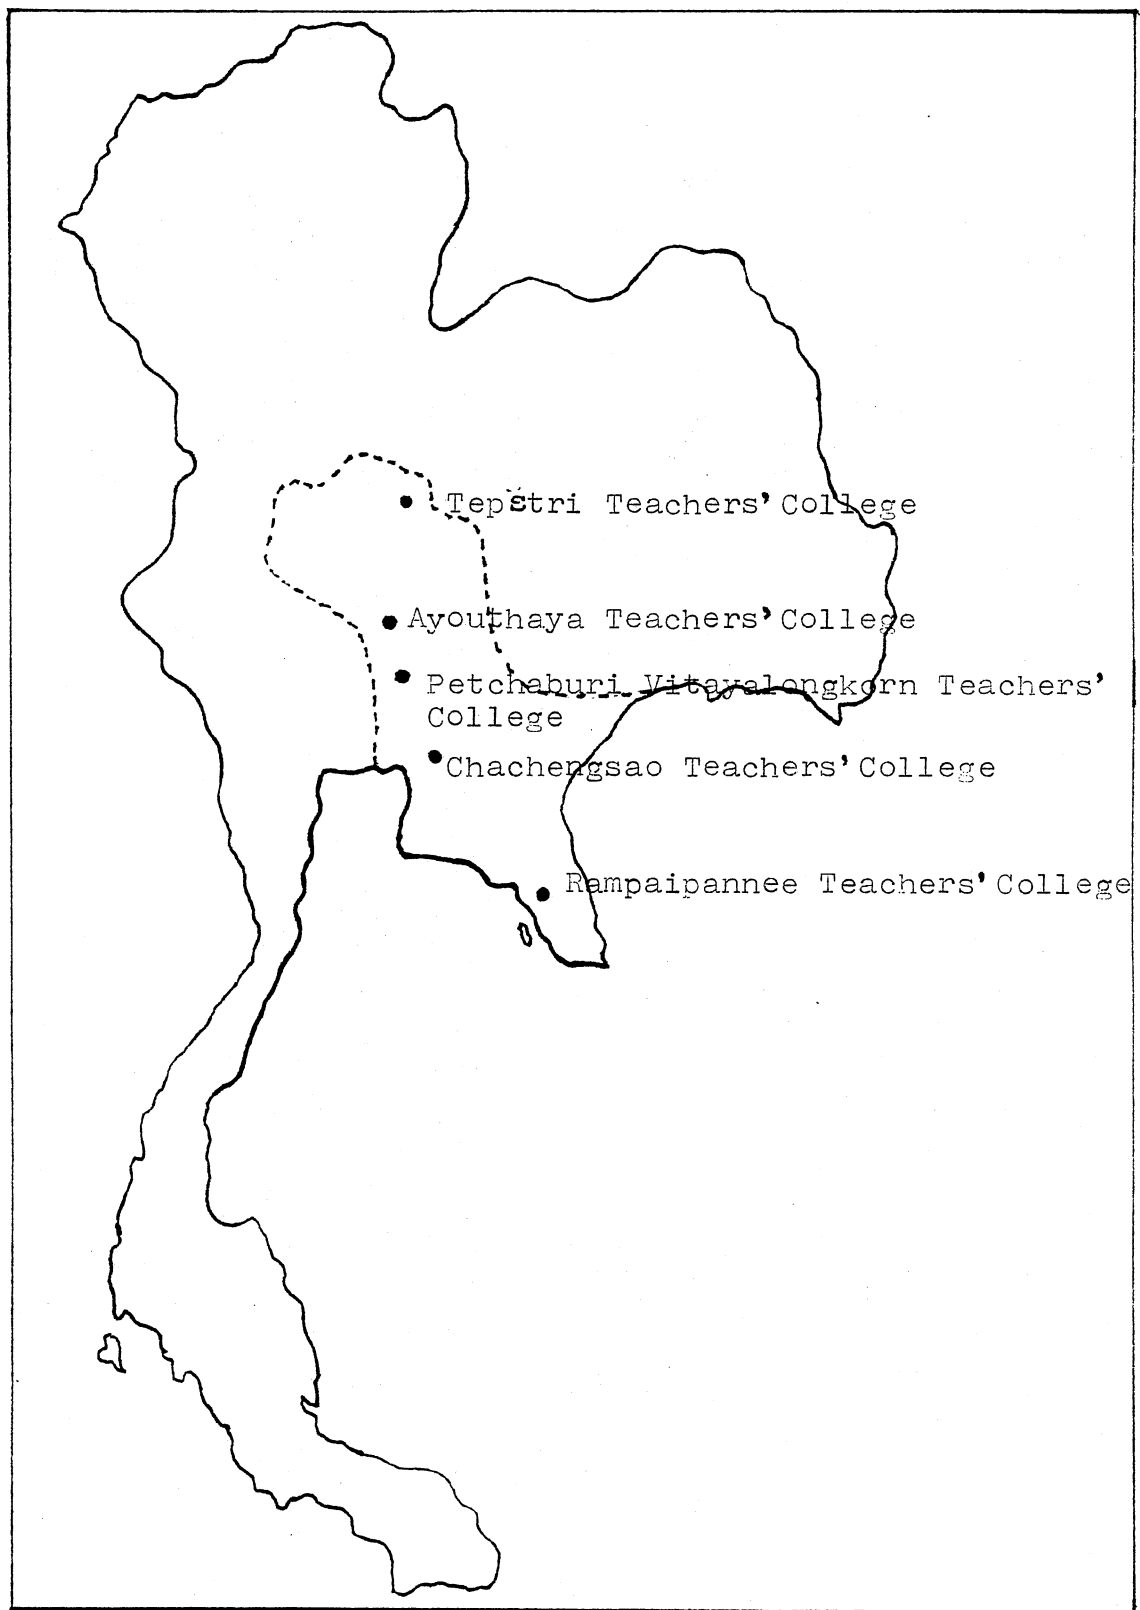 Tepstri Teachers' College
Ayouthaya Teachers' College
Petchaburi Vitayalongkorn Teachers'
College
Chachengsao Teachers' College
Rampaipannee Teachers' College